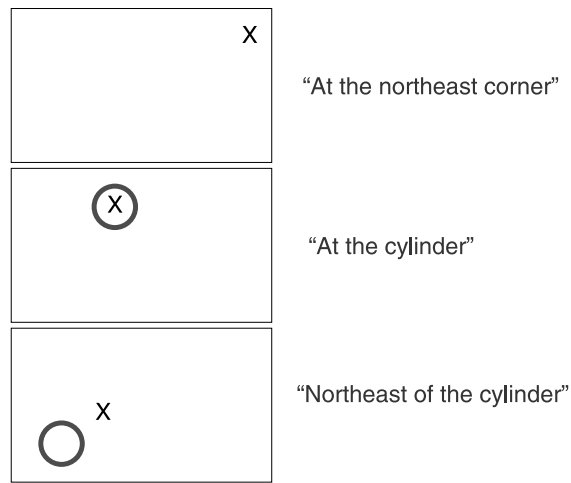 X
“At the northeast corner”
X
“At the cylinder”
X
“Northeast of the cylinder”